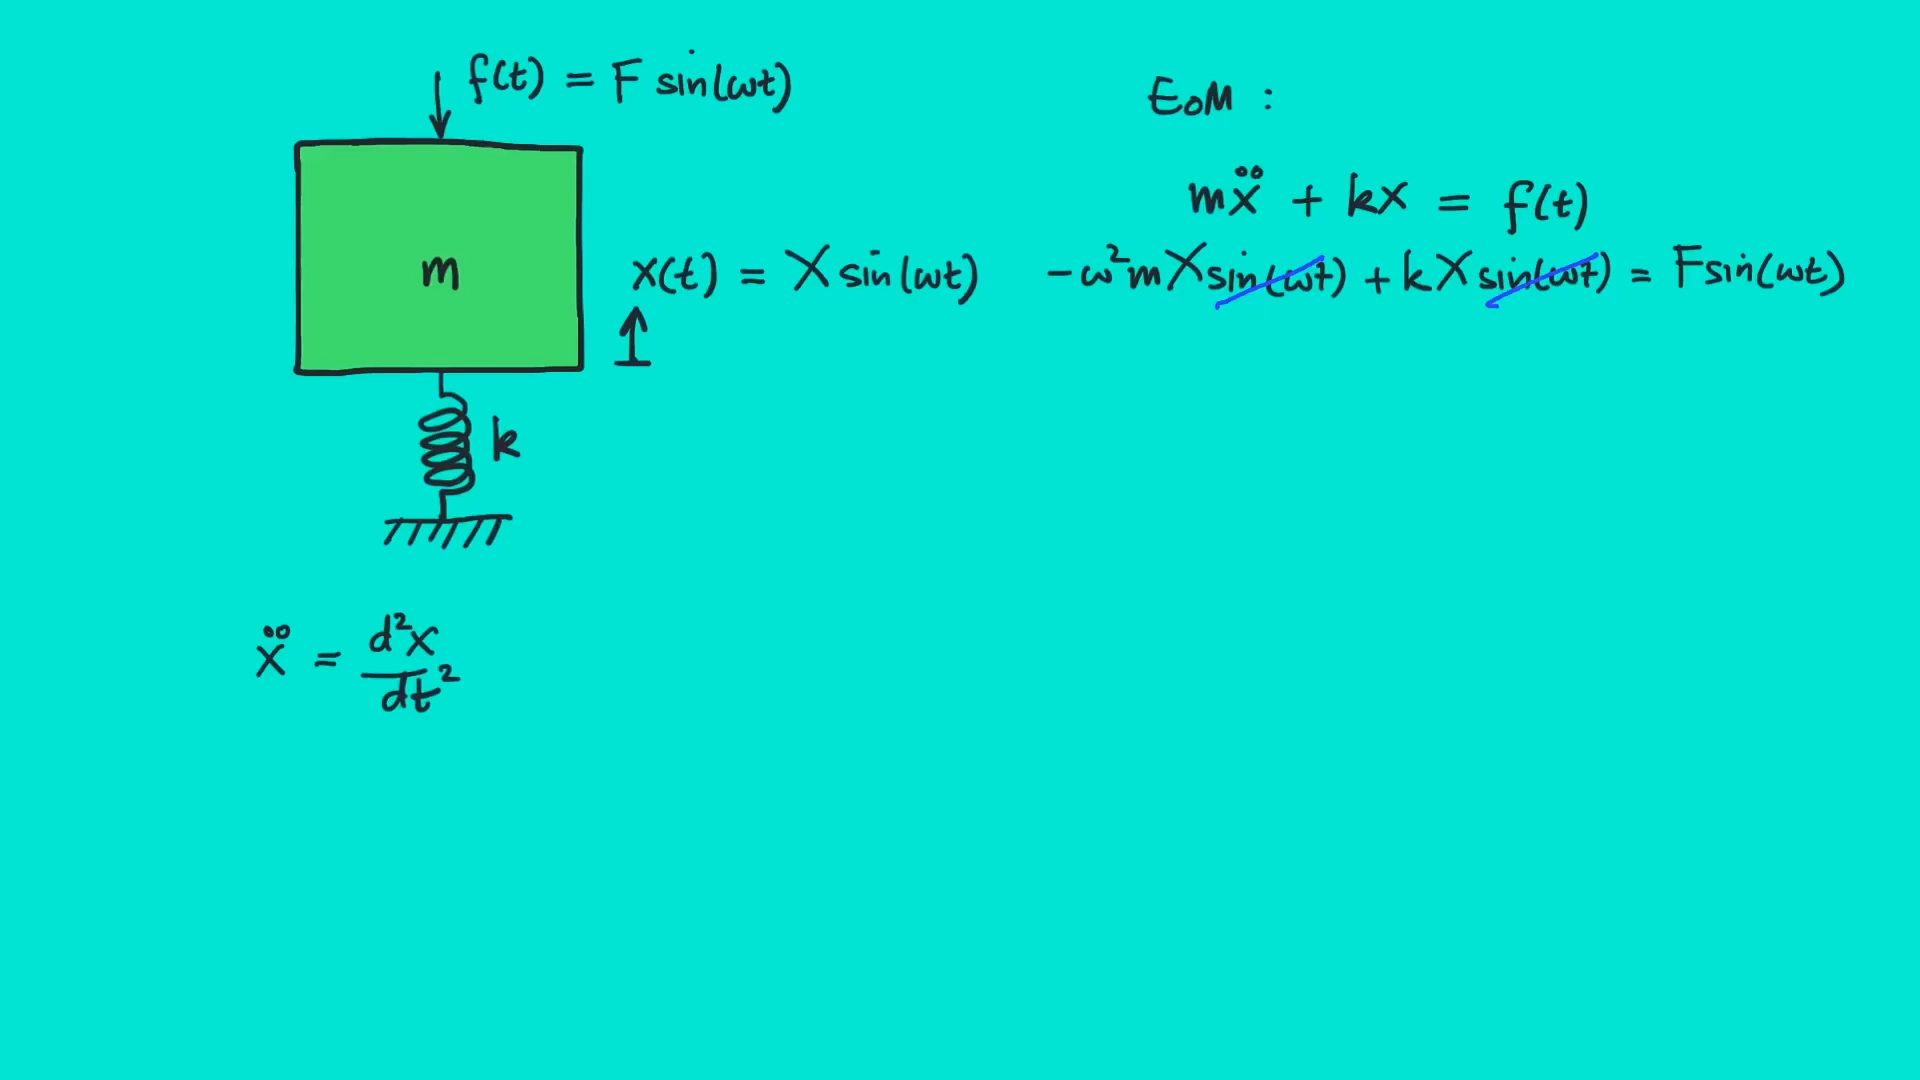 f(t) = F sin(ωt)
m
x(t) = X sin(ωt)
k
ẍ = d²x/dt²
EoM :
mẍ + kx = f(t)
-ω²mX sin(ωt) + kX sin(ωt) = F sin(ωt)